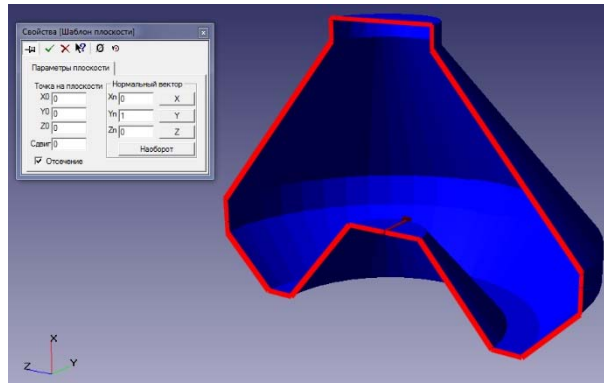 Свойства [Шаблон плоскости]
Параметры плоскости
Точка на плоскости
X0 0
Y0 0
Z0 0
Сдвиг 0
Отсечение
Нормальный вектор
Xn 0 X
Yn 1 Y
Zn 0 Z
Наоборот
X
Z
Y